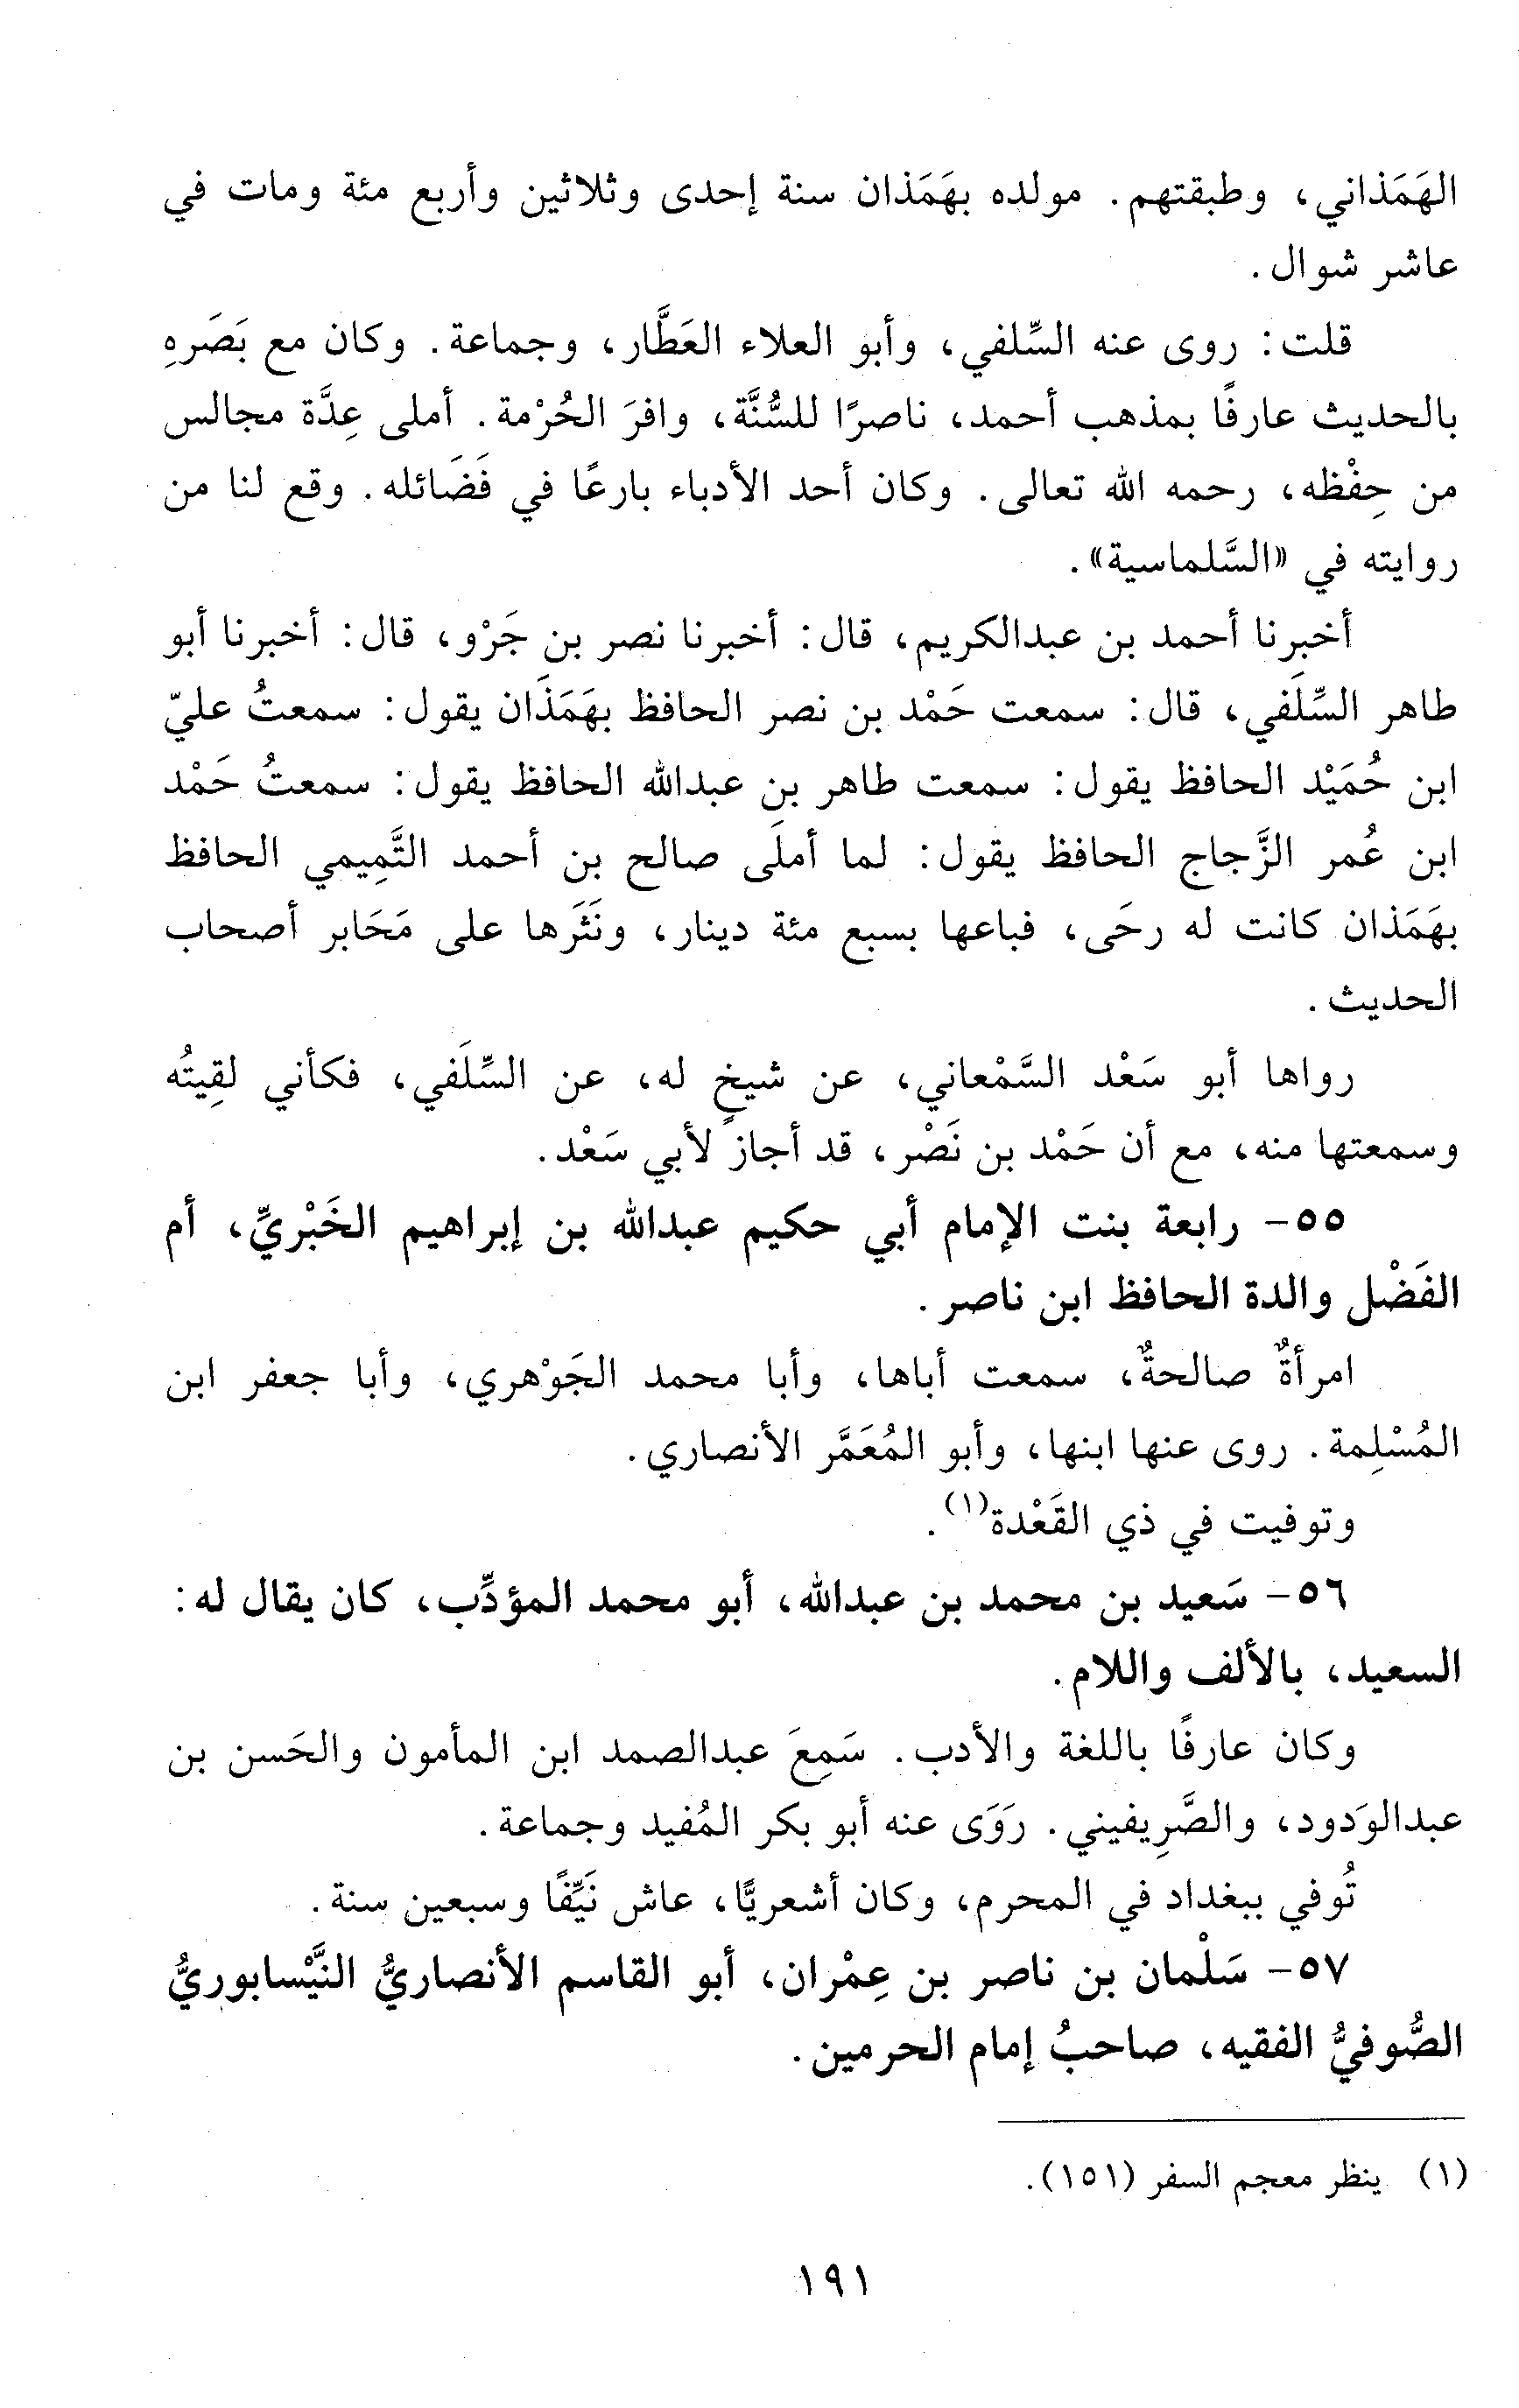 الهَمَذاني، وطبقتهم. مولده بهَمَذان سنة إحدى وثلاثين وأربع مئة ومات في
عاشر شوال.
قلت: روى عنه السِّلفي، وأبو العلاء العَطَّار، وجماعة. وكان مع بَصَرهِ
بالحديث عارفًا بمذهب أحمد، ناصرًا للسُّنَّة، وافرَ الحُرْمة. أملى عِدَّة مجالس
من حِفْظه، رحمه الله تعالى. وكان أحد الأدباء بارعًا في فَضَائله. وقع لنا من
روايته في «السَّلماسية».
أخبرنا أحمد بن عبدالكريم، قال: أخبرنا نصر بن جَرْو، قال: أخبرنا أبو
طاهر السِّلَفي، قال: سمعت حَمْد بن نصر الحافظ بهَمَذَان يقول: سمعتُ عليّ
ابن حُمَيْد الحافظ يقول: سمعت طاهر بن عبدالله الحافظ يقول: سمعتُ حَمْد
ابن عُمر الزَّجاج الحافظ يقول: لما أملَى صالح بن أحمد التَّمِيمي الحافظ
بهَمَذان كانت له رحَى، فباعها بسبع مئة دينار، ونَثَرها على مَحَابر أصحاب
الحديث.
رواها أبو سَعْد السَّمْعاني، عن شيخٍ له، عن السِّلَفي، فكأني لقِيتُه
وسمعتها منه، مع أن حَمْد بن نَصْر، قد أجاز لأبي سَعْد.
٥٥- رابعة بنت الإمام أبي حكيم عبدالله بن إبراهيم الخَبْريِّ، أم
الفَضْل والدة الحافظ ابن ناصر.
امرأةٌ صالحةٌ، سمعت أباها، وأبا محمد الجَوْهري، وأبا جعفر ابن
المُسْلِمة. روى عنها ابنها، وأبو المُعَمَّر الأنصاري.
وتوفيت في ذي القَعْدة(١).
٥٦- سَعيد بن محمد بن عبدالله، أبو محمد المؤدِّب، كان يقال له:
السعيد، بالألف واللام.
وكان عارفًا باللغة والأدب. سَمِعَ عبدالصمد ابن المأمون والحَسن بن
عبدالوَدود، والصَّرِيفيني. رَوَى عنه أبو بكر المُفيد وجماعة.
تُوفي ببغداد في المحرم، وكان أشعريًّا، عاش نَيِّفًا وسبعين سنة.
٥٧- سَلْمان بن ناصر بن عِمْران، أبو القاسم الأنصاريُّ النَّيْسابوريُّ
الصُّوفيُّ الفقيه، صاحبُ إمام الحرمين.
(١) ينظر معجم السفر (١٥١).
١٩١